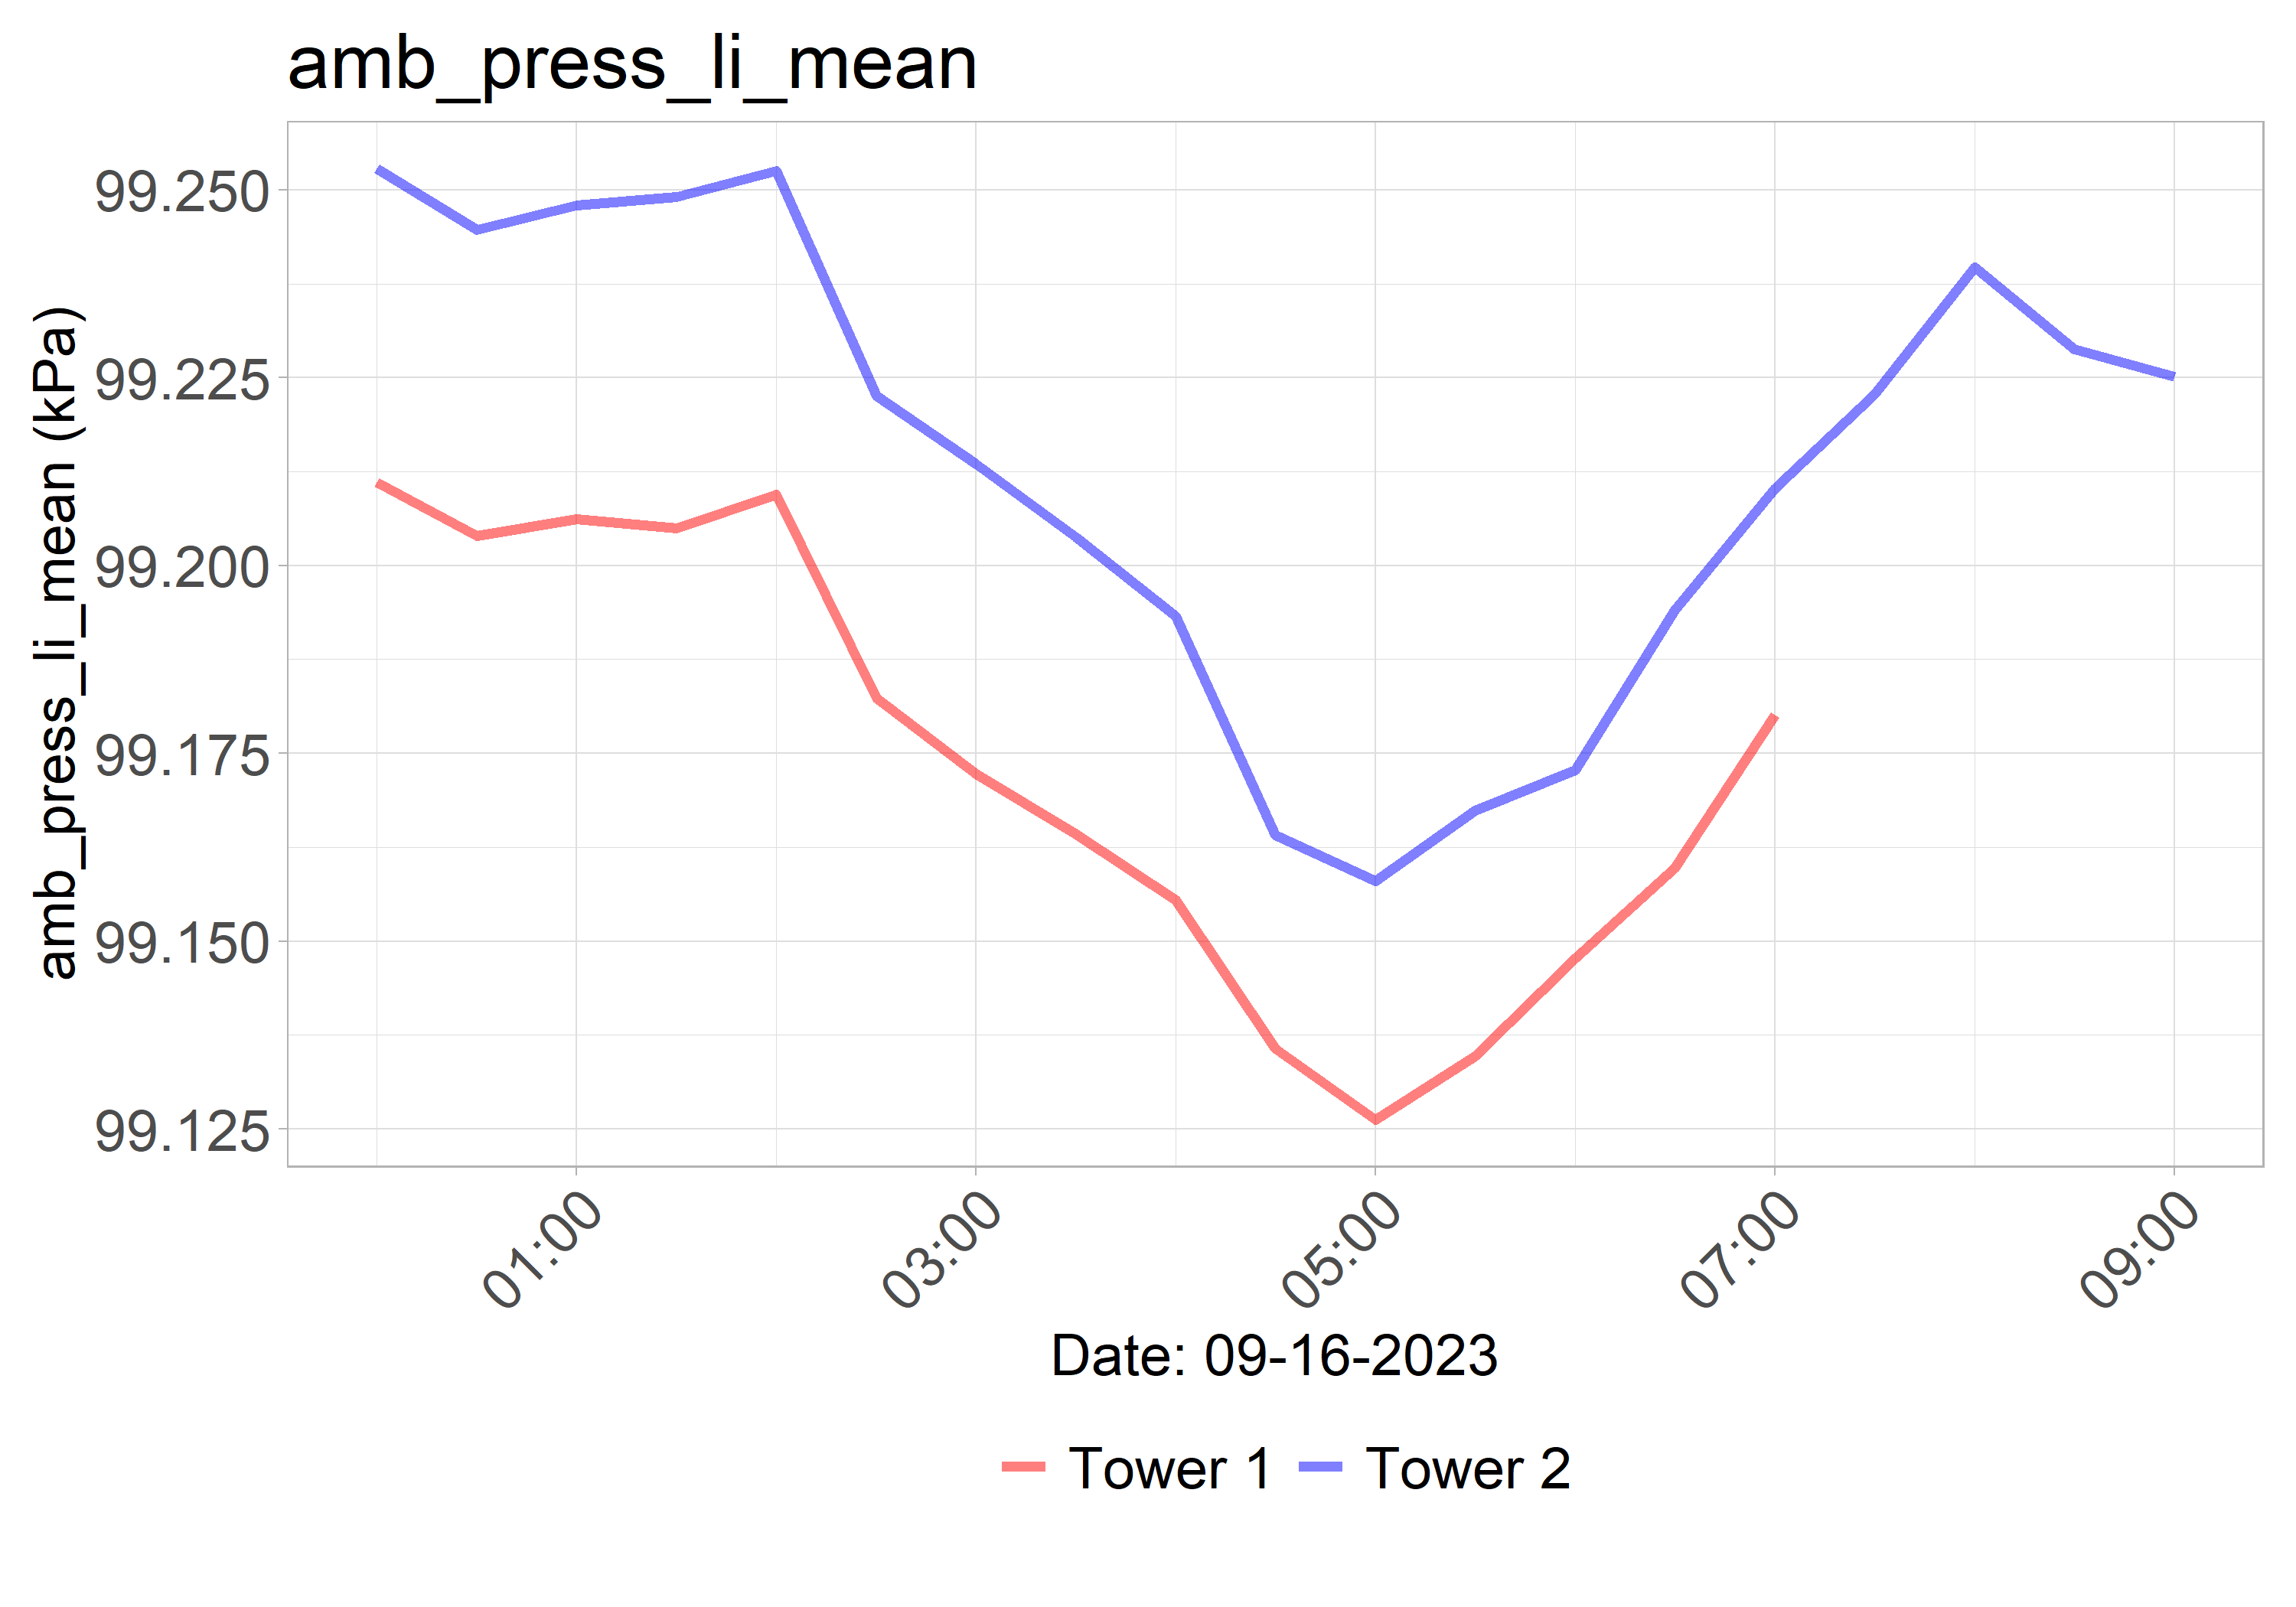 amb_press_li_mean
amb_press_li_mean (kPa)
99.250
99.225
99.200
99.175
99.150
99.125
01:00
03:00
05:00
07:00
09:00
Date: 09-16-2023
Tower 1
Tower 2